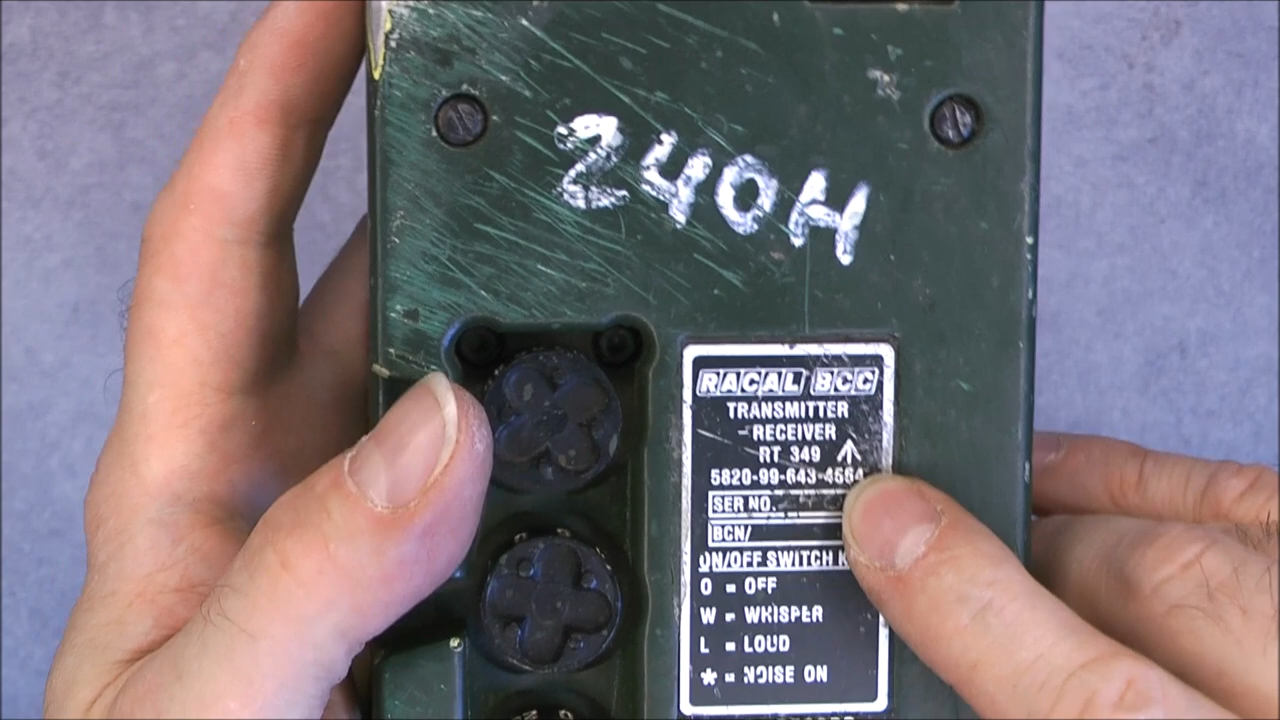 240H
RACAL BCC
TRANSMITTER
RECEIVER
RT 349
5820-99-643-4664
SER NO.
BCN/
ON/OFF SWITCH K
O = OFF
W = WHISPER
L = LOUD
* = NOISE ON